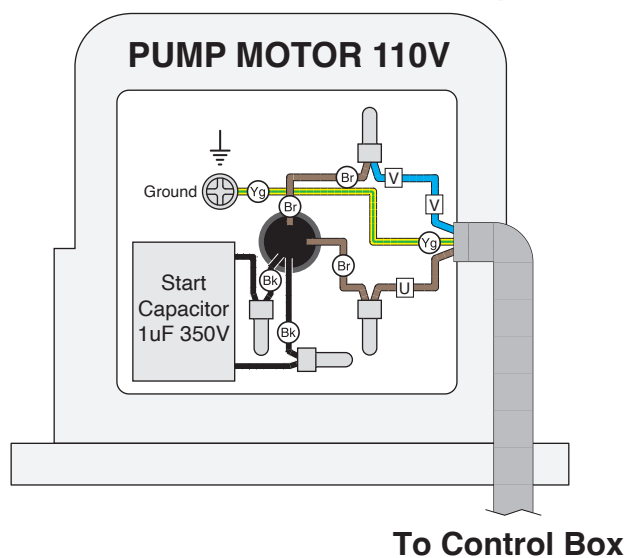 PUMP MOTOR 110V
Br
V
Ground
Yg
Br
V
Yg
Br
Bk
U
Start
Capacitor
1uF 350V
Bk
To Control Box